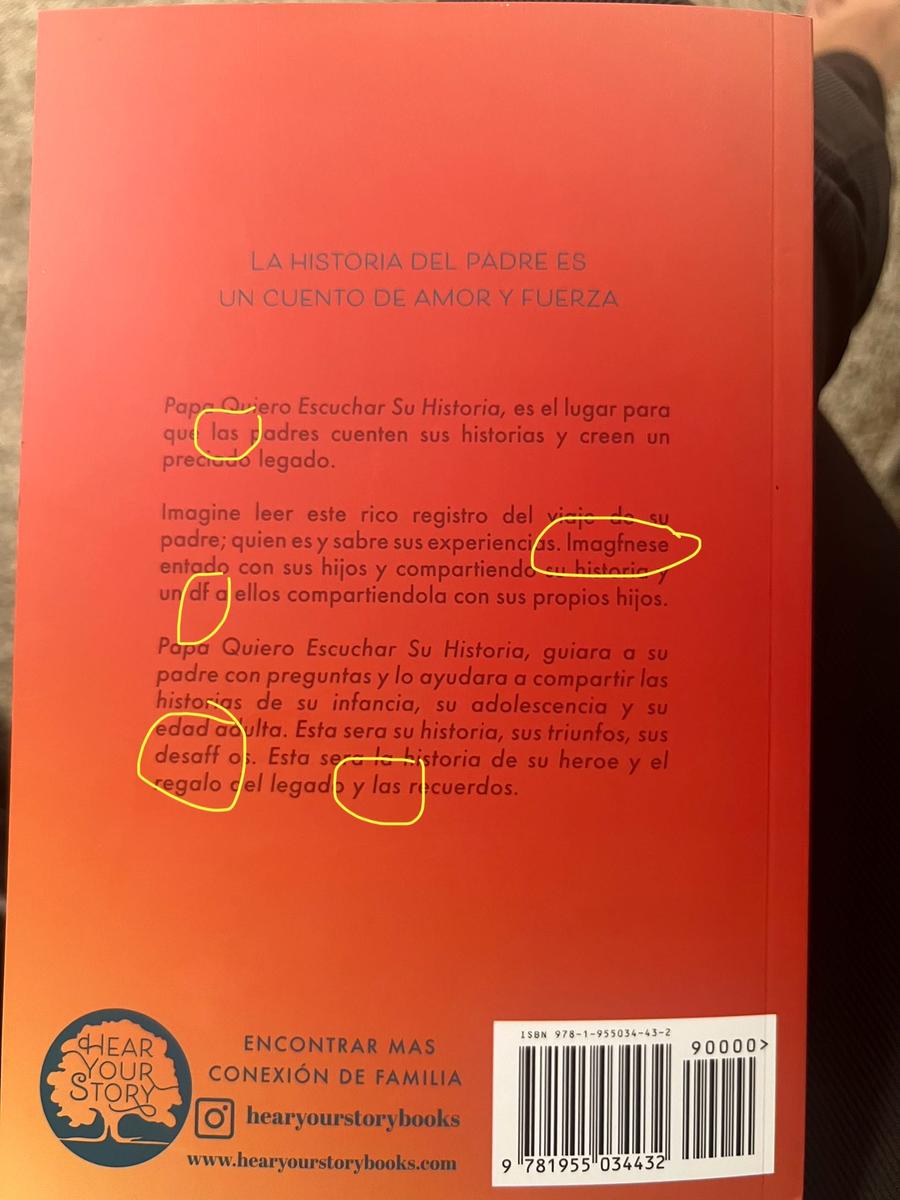 LA HISTORIA DEL PADRE ES
UN CUENTO DE AMOR Y FUERZA
Papa Quiero Escuchar Su Historia, es el lugar para
que las padres cuenten sus historias y creen un
preciado legado.
Imagine leer este rico registro del viaje de su
padre; quien es y sabre sus experiencias. Imagfnese
entado con sus hijos y compartiendo su historia y
un df a ellos compartiendola con sus propios hijos.
Papa Quiero Escuchar Su Historia, guiara a su
padre con preguntas y lo ayudara a compartir las
historias de su infancia, su adolescencia y su
edad adulta. Esta sera su historia, sus triunfos, sus
desaff os. Esta sera la historia de su heroe y el
regalo del legado y las recuerdos.
HEAR
YOUR
STORY
ENCONTRAR MAS
CONEXIÓN DE FAMILIA
hearyourstorybooks
www.hearyourstorybooks.com
ISBN 978-1-955034-43-2
90000>
9 781955 034432